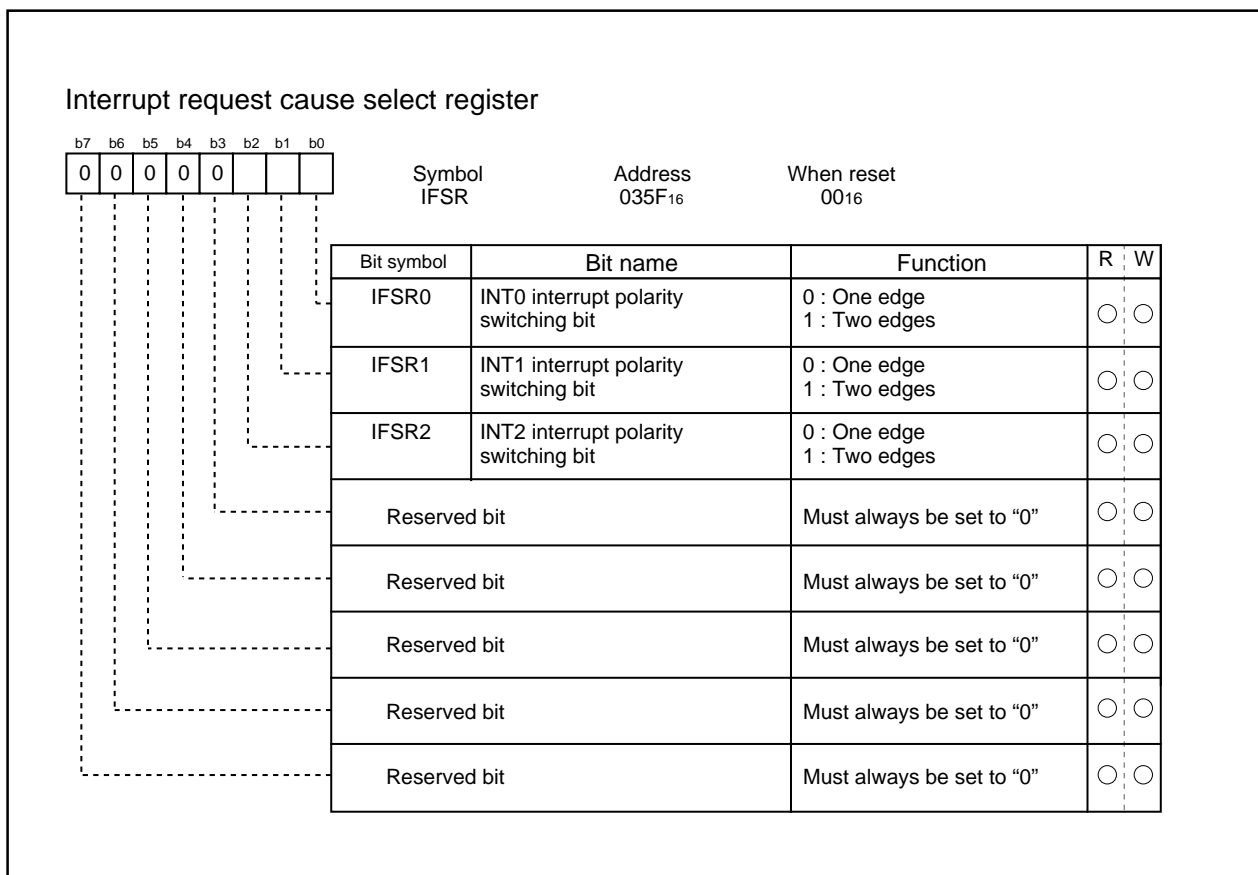 Interrupt request cause select register
b7 b6 b5 b4 b3 b2 b1 b0
0 0 0 0 0
Symbol Address When reset
IFSR 035F16 0016
Bit symbol Bit name Function R W
IFSR0 INT0 interrupt polarity 0 : One edge
switching bit 1 : Two edges
IFSR1 INT1 interrupt polarity 0 : One edge
switching bit 1 : Two edges
IFSR2 INT2 interrupt polarity 0 : One edge
switching bit 1 : Two edges
Reserved bit Must always be set to “0”
Reserved bit Must always be set to “0”
Reserved bit Must always be set to “0”
Reserved bit Must always be set to “0”
Reserved bit Must always be set to “0”